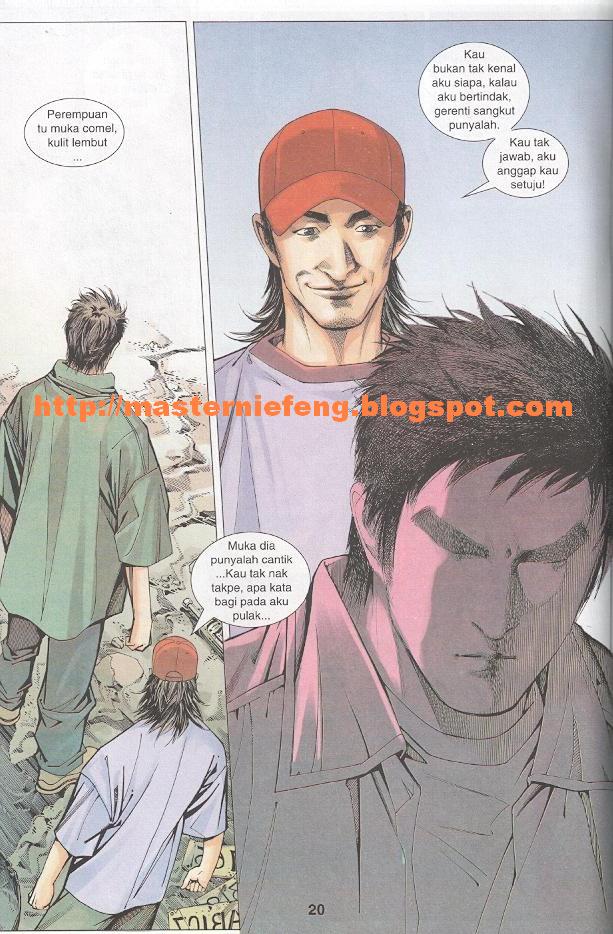 Perempuan
tu muka comel,
kulit lembut
...
Muka dia
punyalah cantik
...Kau tak nak
takpe, apa kata
bagi pada aku
pulak...
Kau
bukan tak kenal
aku siapa, kalau
aku bertindak,
gerenti sangkut
punyalah.
Kau tak
jawab, aku
anggap kau
setuju!
http://masterniefeng.blogspot.com
20